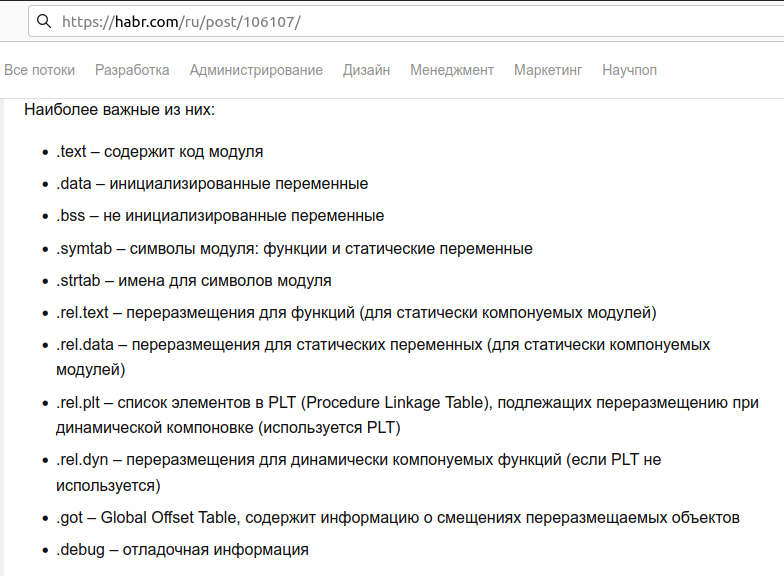 https://habr.com/ru/post/106107/
Все потоки Разработка Администрирование Дизайн Менеджмент Маркетинг Научпоп
Наиболее важные из них:
• .text – содержит код модуля
• .data – инициализированные переменные
• .bss – не инициализированные переменные
• .symtab – символы модуля: функции и статические переменные
• .strtab – имена для символов модуля
• .rel.text – переразмещения для функций (для статически компонуемых модулей)
• .rel.data – переразмещения для статических переменных (для статически компонуемых
модулей)
• .rel.plt – список элементов в PLT (Procedure Linkage Table), подлежащих переразмещению при
динамической компоновке (используется PLT)
• .rel.dyn – переразмещения для динамически компонуемых функций (если PLT не
используется)
• .got – Global Offset Table, содержит информацию о смещениях переразмещаемых объектов
• .debug – отладочная информация